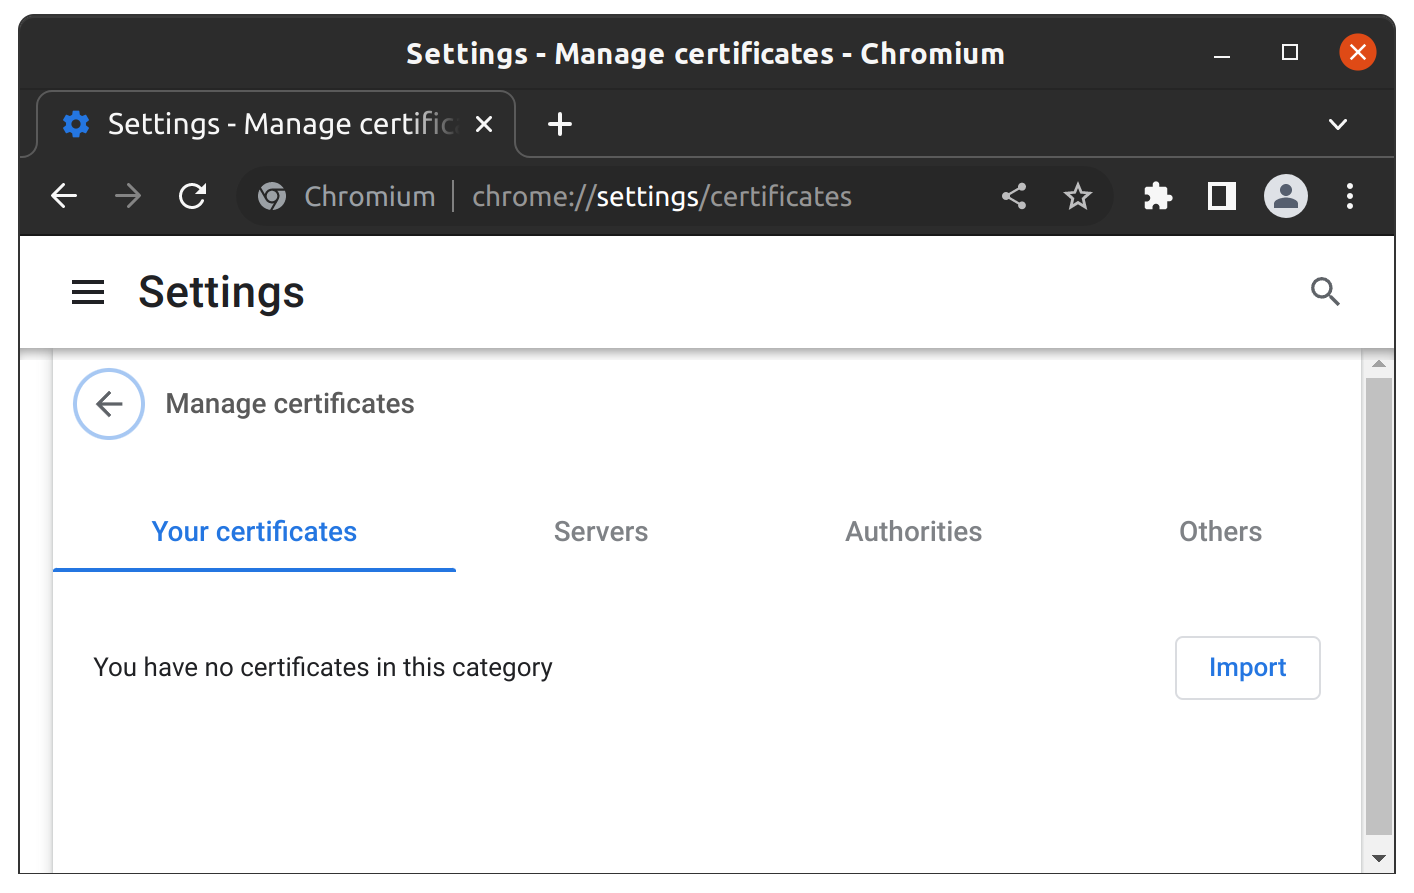 Settings - Manage certificates - Chromium
Settings - Manage certific
Chromium | chrome://settings/certificates
Settings
Manage certificates
Your certificates Servers Authorities Others
You have no certificates in this category Import